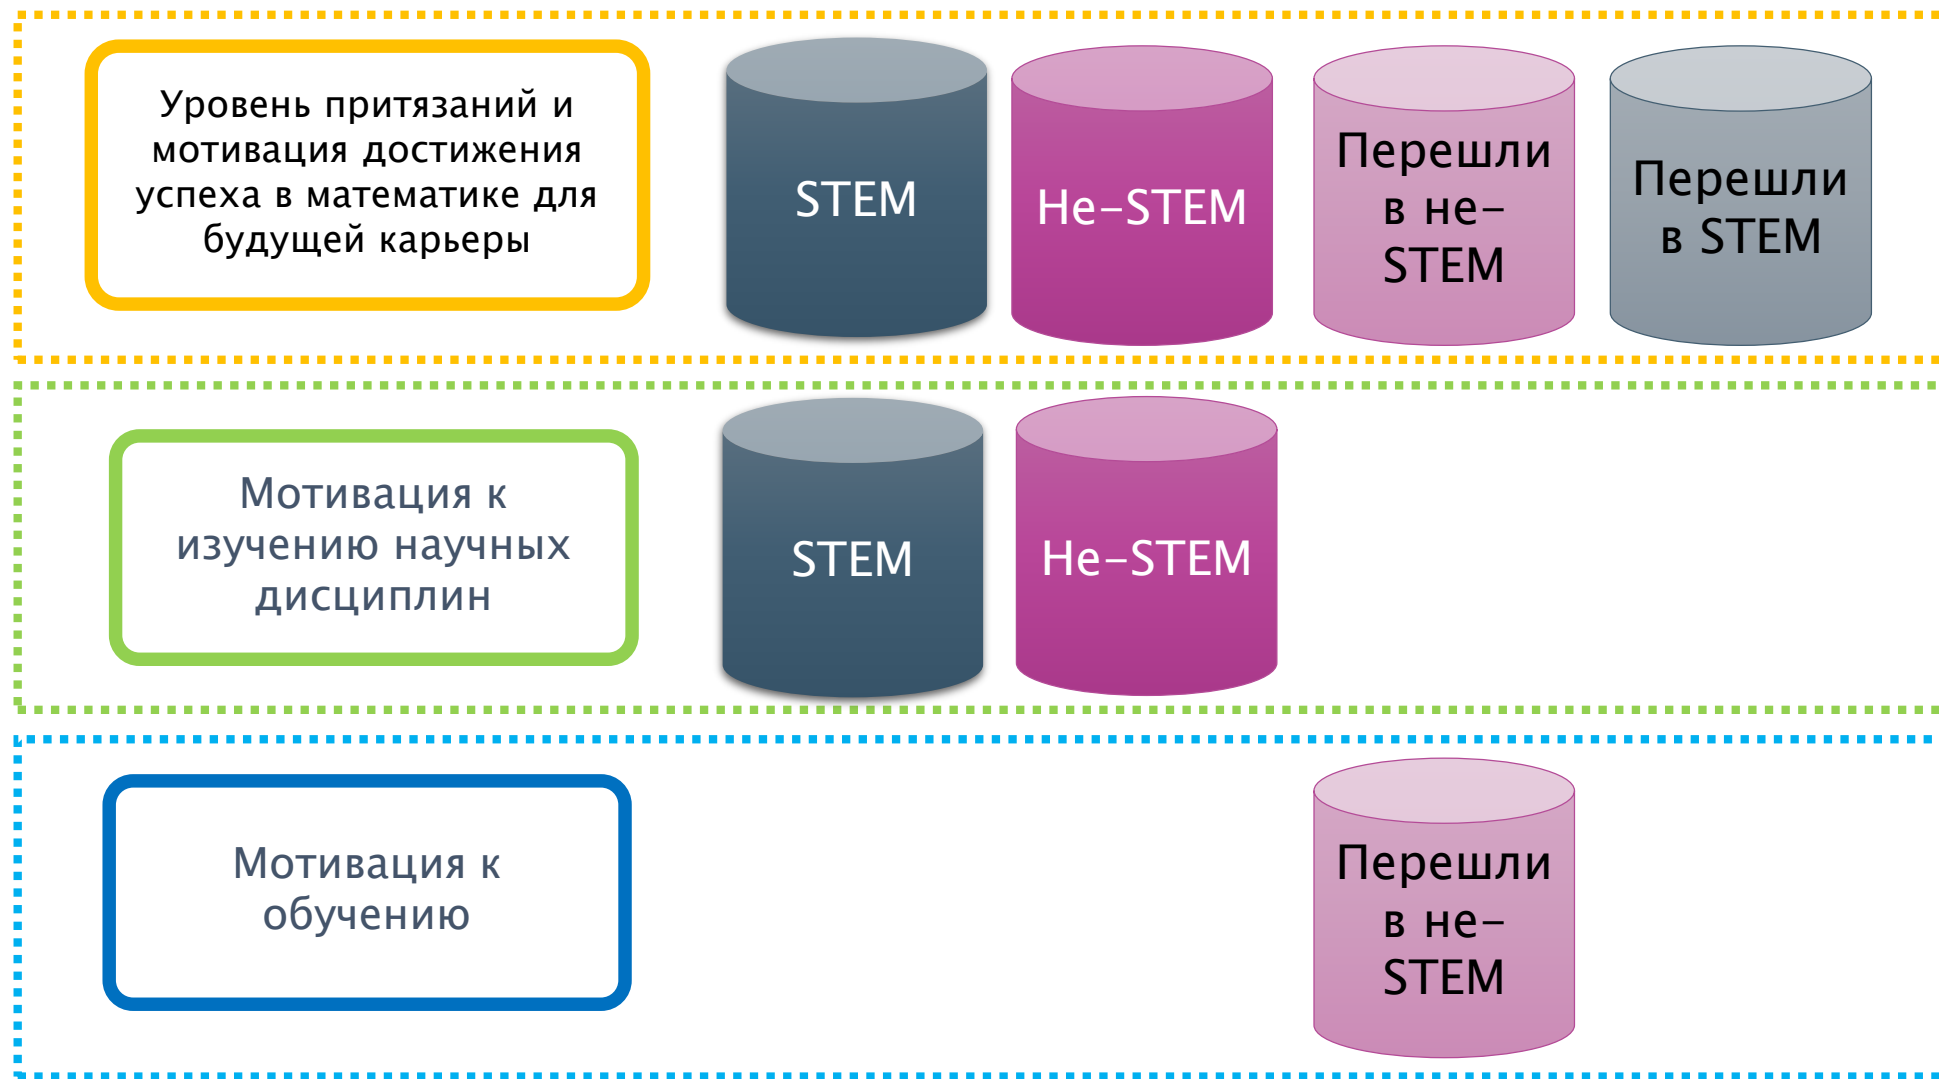 Уровень притязаний и
мотивация достижения
успеха в математике для
будущей карьеры
STEM
Не-STEM
Перешли
в не-
STEM
Перешли
в STEM
Мотивация к
изучению научных
дисциплин
STEM
Не-STEM
Мотивация к
обучению
Перешли
в не-
STEM